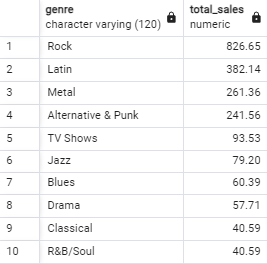 genre total_sales
character varying (120) numeric
1 Rock 826.65
2 Latin 382.14
3 Metal 261.36
4 Alternative & Punk 241.56
5 TV Shows 93.53
6 Jazz 79.20
7 Blues 60.39
8 Drama 57.71
9 Classical 40.59
10 R&B/Soul 40.59